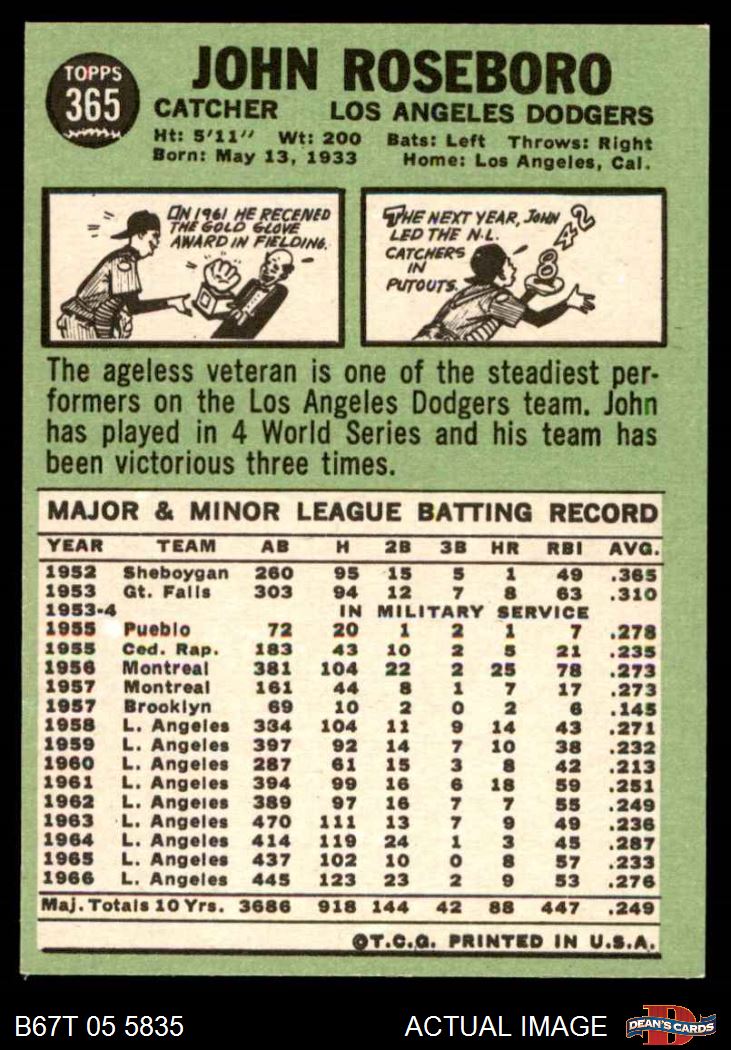 TOPPS
365
JOHN ROSEBORO
CATCHER LOS ANGELES DODGERS
Ht: 5'11" Wt: 200 Bats: Left Throws: Right
Born: May 13, 1933 Home: Los Angeles, Cal.
ON 1961 HE RECENED
THE GOLD GLOVE
AWARD IN FIELDING.
THE NEXT YEAR, JOHN
LED THE N.L.
CATCHERS
IN
PUTOUTS.
842
The ageless veteran is one of the steadiest per-
formers on the Los Angeles Dodgers team. John
has played in 4 World Series and his team has
been victorious three times.
MAJOR & MINOR LEAGUE BATTING RECORD
YEAR TEAM AB H 2B 3B HR RBI AVG.
1952 Sheboygan 260 95 15 5 1 49 .365
1953 Gt. Falls 303 94 12 7 8 63 .310
1953-4 IN MILITARY SERVICE
1955 Pueblo 72 20 1 2 1 7 .278
1955 Ced. Rap. 183 43 10 2 5 21 .235
1956 Montreal 381 104 22 2 25 78 .273
1957 Montreal 161 44 8 1 7 17 .273
1957 Brooklyn 69 10 2 0 2 6 .145
1958 L. Angeles 334 104 11 9 14 43 .271
1959 L. Angeles 397 92 14 7 10 38 .232
1960 L. Angeles 287 61 15 3 8 42 .213
1961 L. Angeles 394 99 16 6 18 59 .251
1962 L. Angeles 389 97 16 7 7 55 .249
1963 L. Angeles 470 111 13 7 9 49 .236
1964 L. Angeles 414 119 24 1 3 45 .287
1965 L. Angeles 437 102 10 0 8 57 .233
1966 L. Angeles 445 123 23 2 9 53 .276
Maj. Totals 10 Yrs. 3686 918 144 42 88 447 .249
©T.C.G. PRINTED IN U.S.A.
B67T 05 5835 ACTUAL IMAGE
D
DEAN'S CARDS